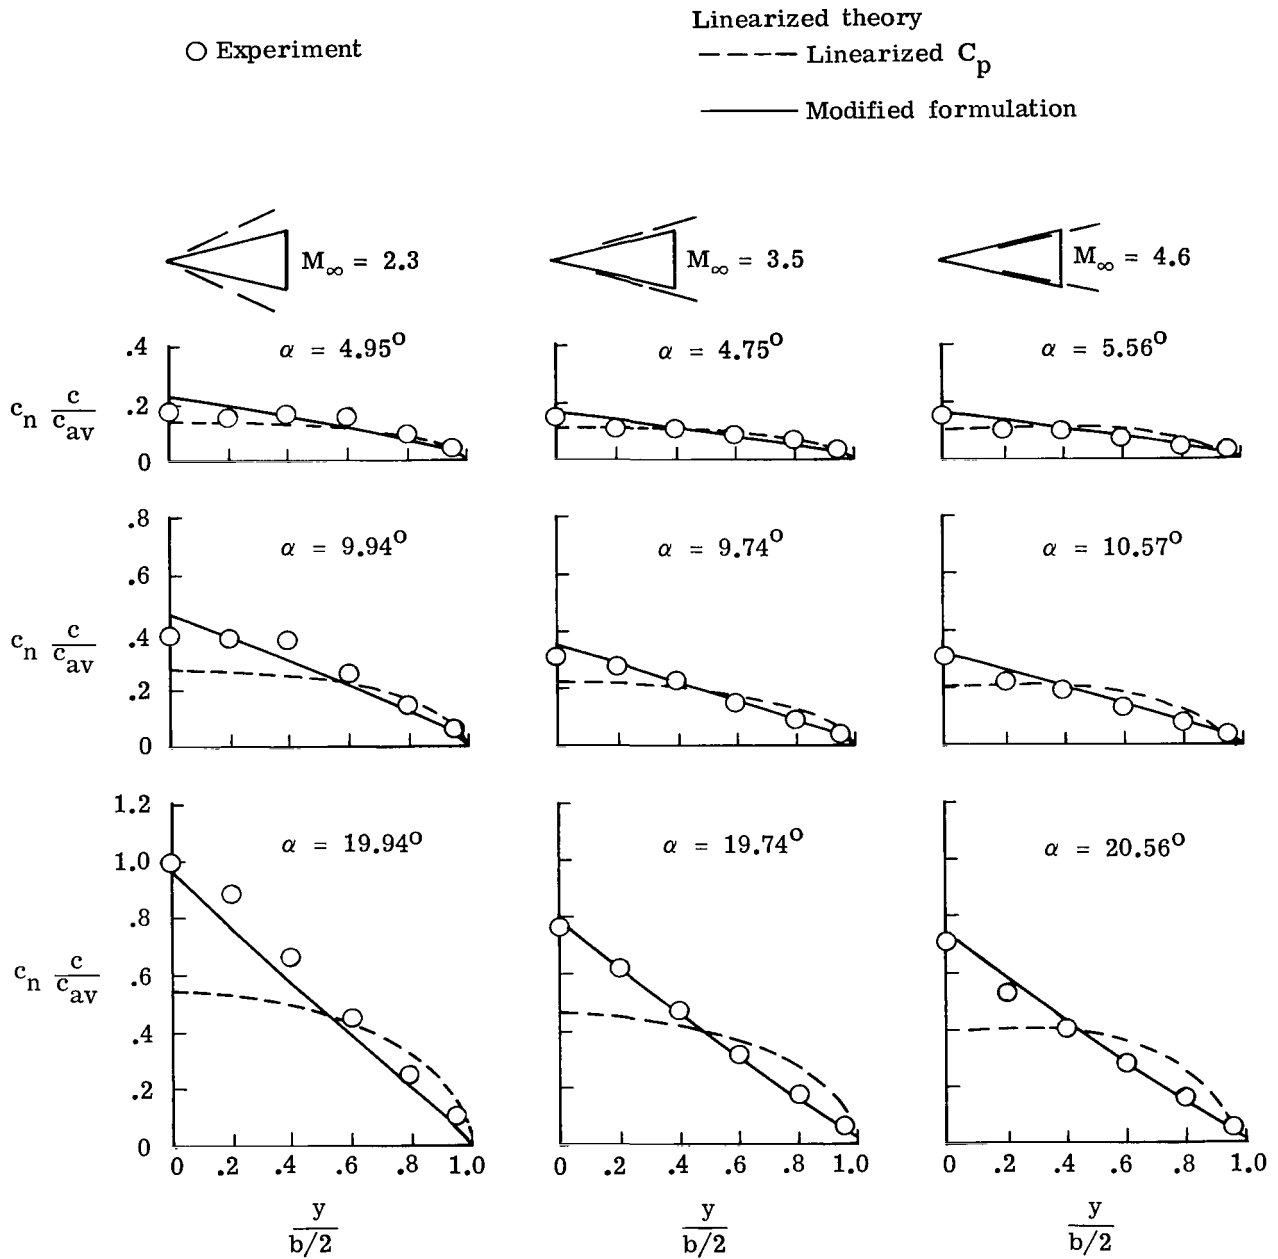 Linearized theory
Experiment
Linearized C_p
Modified formulation
M_∞ = 2.3
M_∞ = 3.5
M_∞ = 4.6
α = 4.95°
α = 4.75°
α = 5.56°
.4
.2
0
c_n c/c_av
α = 9.94°
α = 9.74°
α = 10.57°
.8
.6
.4
.2
0
c_n c/c_av
α = 19.94°
α = 19.74°
α = 20.56°
1.2
1.0
.8
.6
.4
.2
0
c_n c/c_av
0 .2 .4 .6 .8 1.0
0 .2 .4 .6 .8 1.0
0 .2 .4 .6 .8 1.0
y/b/2
y/b/2
y/b/2